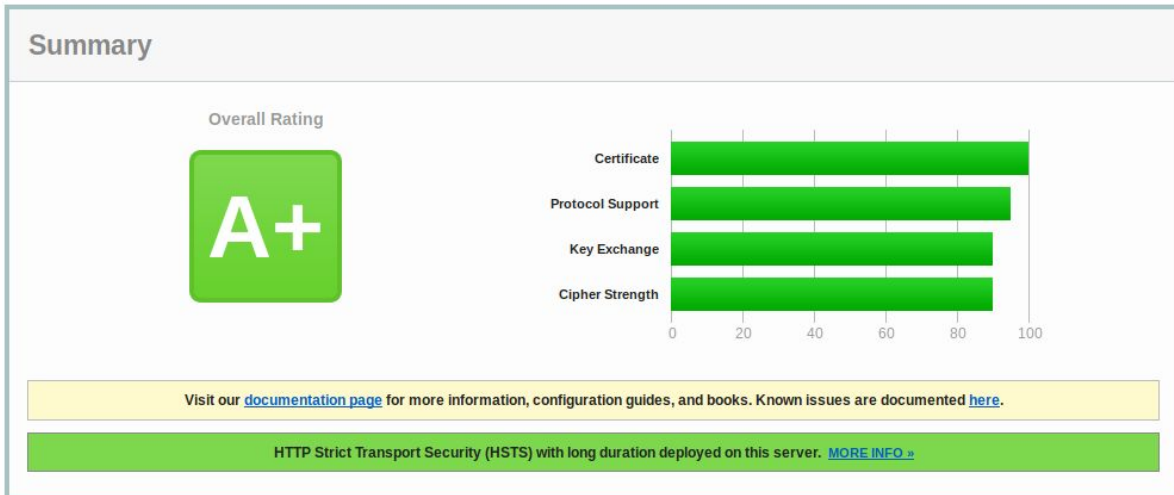 Summary
Overall Rating
A+
Certificate
Protocol Support
Key Exchange
Cipher Strength
0 20 40 60 80 100
Visit our documentation page for more information, configuration guides, and books. Known issues are documented here.
HTTP Strict Transport Security (HSTS) with long duration deployed on this server. MORE INFO »